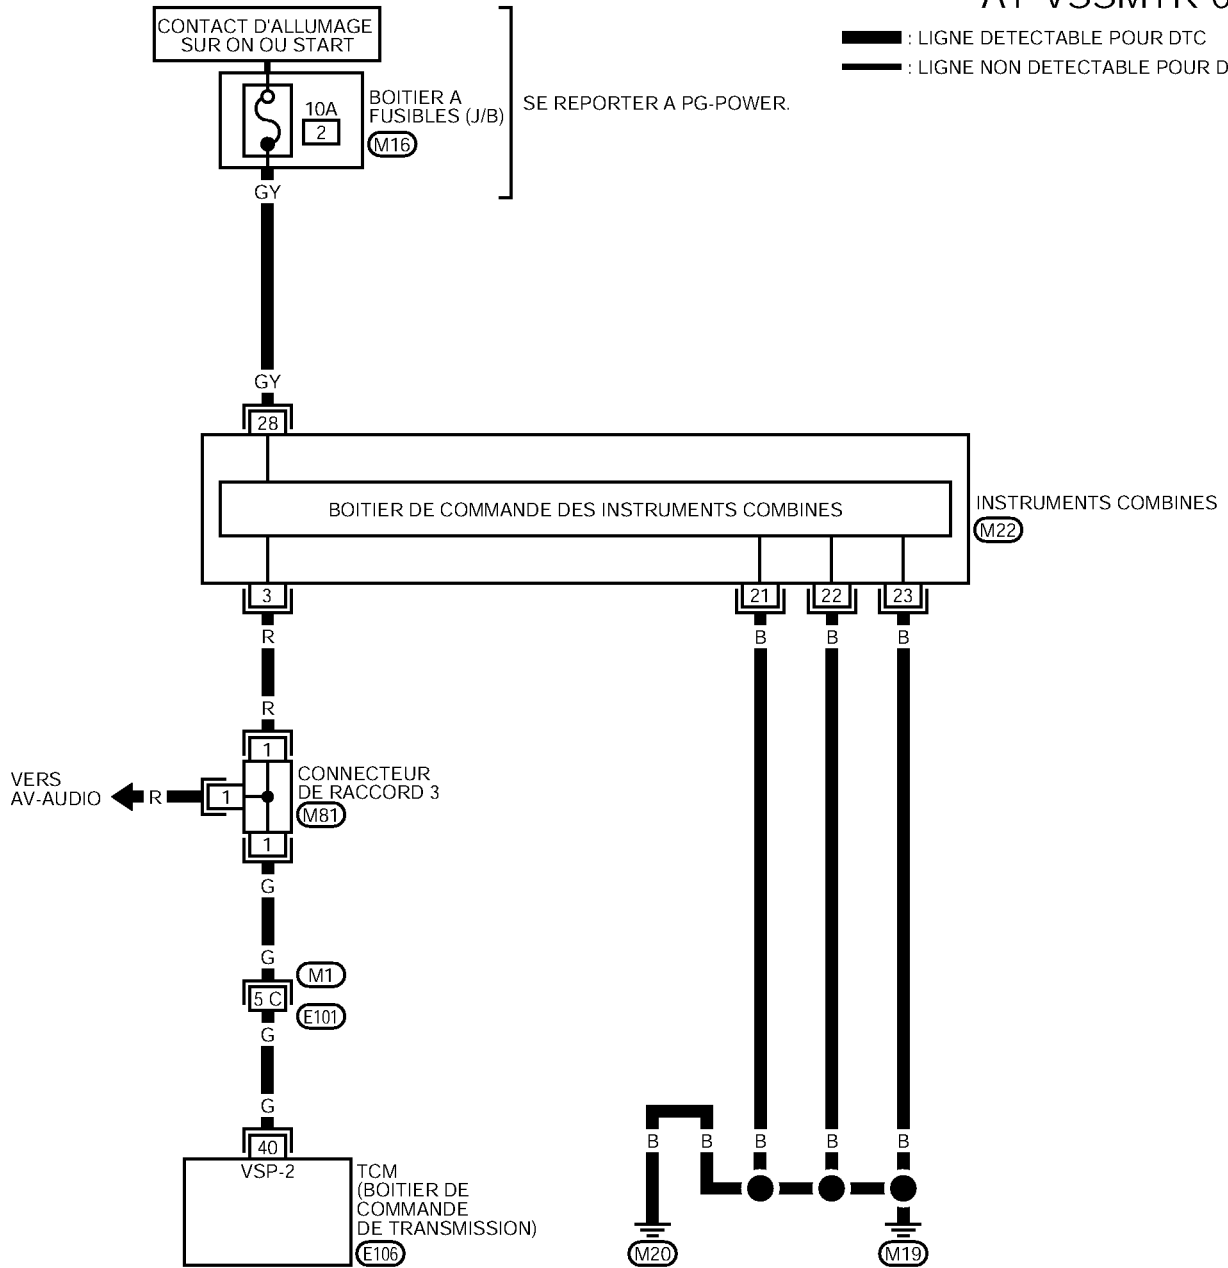 CONTACT D'ALLUMAGE
SUR ON OU START
: LIGNE DETECTABLE POUR DTC
: LIGNE NON DETECTABLE POUR
10A
2
BOITIER A
FUSIBLES (J/B)
M16
SE REPORTER A PG-POWER.
GY
GY
28
BOITIER DE COMMANDE DES INSTRUMENTS COMBINES
INSTRUMENTS COMBINES
M22
3
21
22
23
R
B
B
B
R
1
VERS
AV-AUDIO
R
1
CONNECTEUR
DE RACCORD 3
M81
1
G
G
M1
5 C
E101
G
G
40
VSP-2
TCM
(BOITIER DE
COMMANDE
DE TRANSMISSION)
E106
B
B
B
B
B
M20
M19